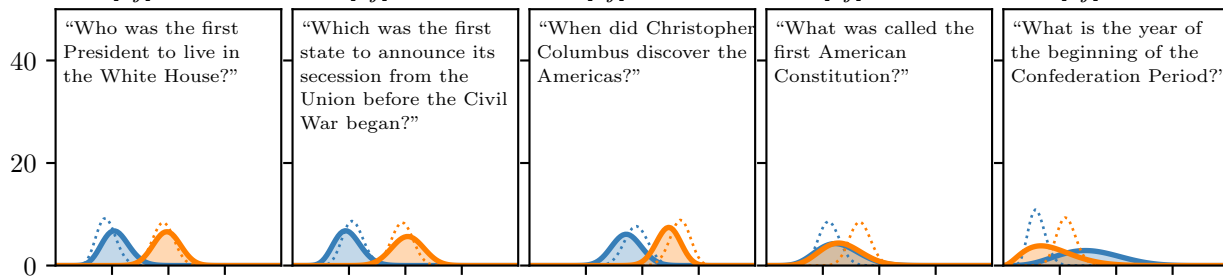 “Who was the first
President to live in
the White House?”
“Which was the first
state to announce its
secession from the
Union before the Civil
War began?”
“When did Christopher
Columbus discover the
Americas?”
“What was called the
first American
Constitution?”
“What is the year of
the beginning of the
Confederation Period?”
40
20
0